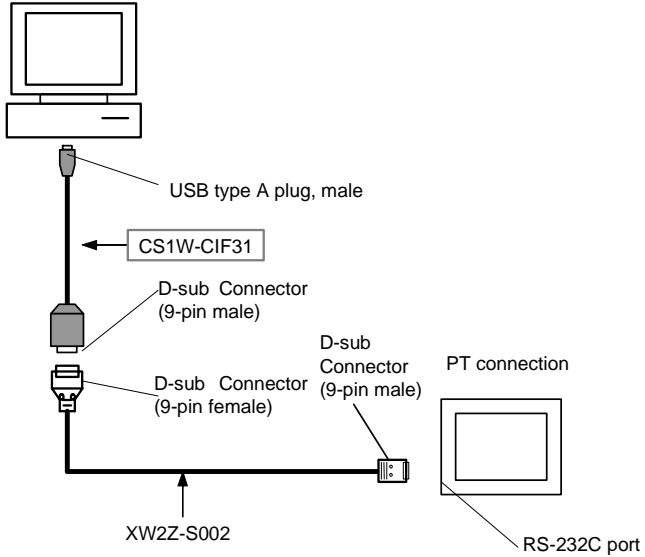 USB type A plug, male
CS1W-CIF31
D-sub Connector
(9-pin male)
D-sub
Connector
(9-pin male)
PT connection
D-sub Connector
(9-pin female)
XW2Z-S002
RS-232C port